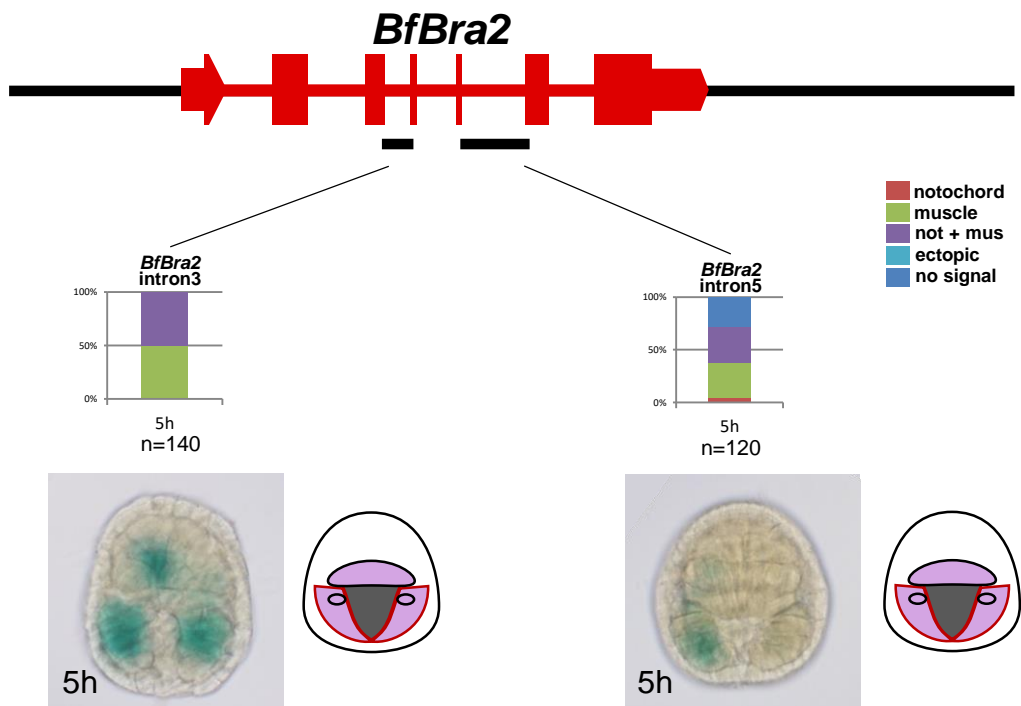 BfBra2
notochord
muscle
not + mus
ectopic
no signal
BfBra2
intron3
100%
50%
0%
5h
n=140
BfBra2
intron5
100%
50%
0%
5h
n=120
5h
5h